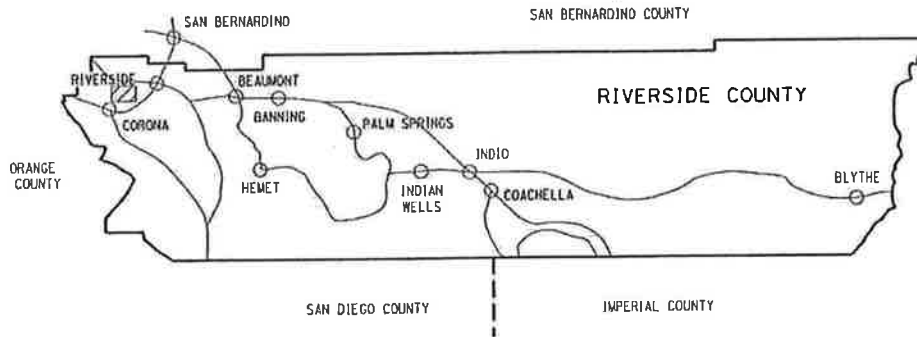 SAN BERNARDINO
SAN BERNARDINO COUNTY
RIVERSIDE
BEAUMONT
BANNING
RIVERSIDE COUNTY
CORONA
PALM SPRINGS
ORANGE
COUNTY
HEMET
INDIAN
WELLS
INDIO
COACHELLA
BLYTHE
SAN DIEGO COUNTY
IMPERIAL COUNTY